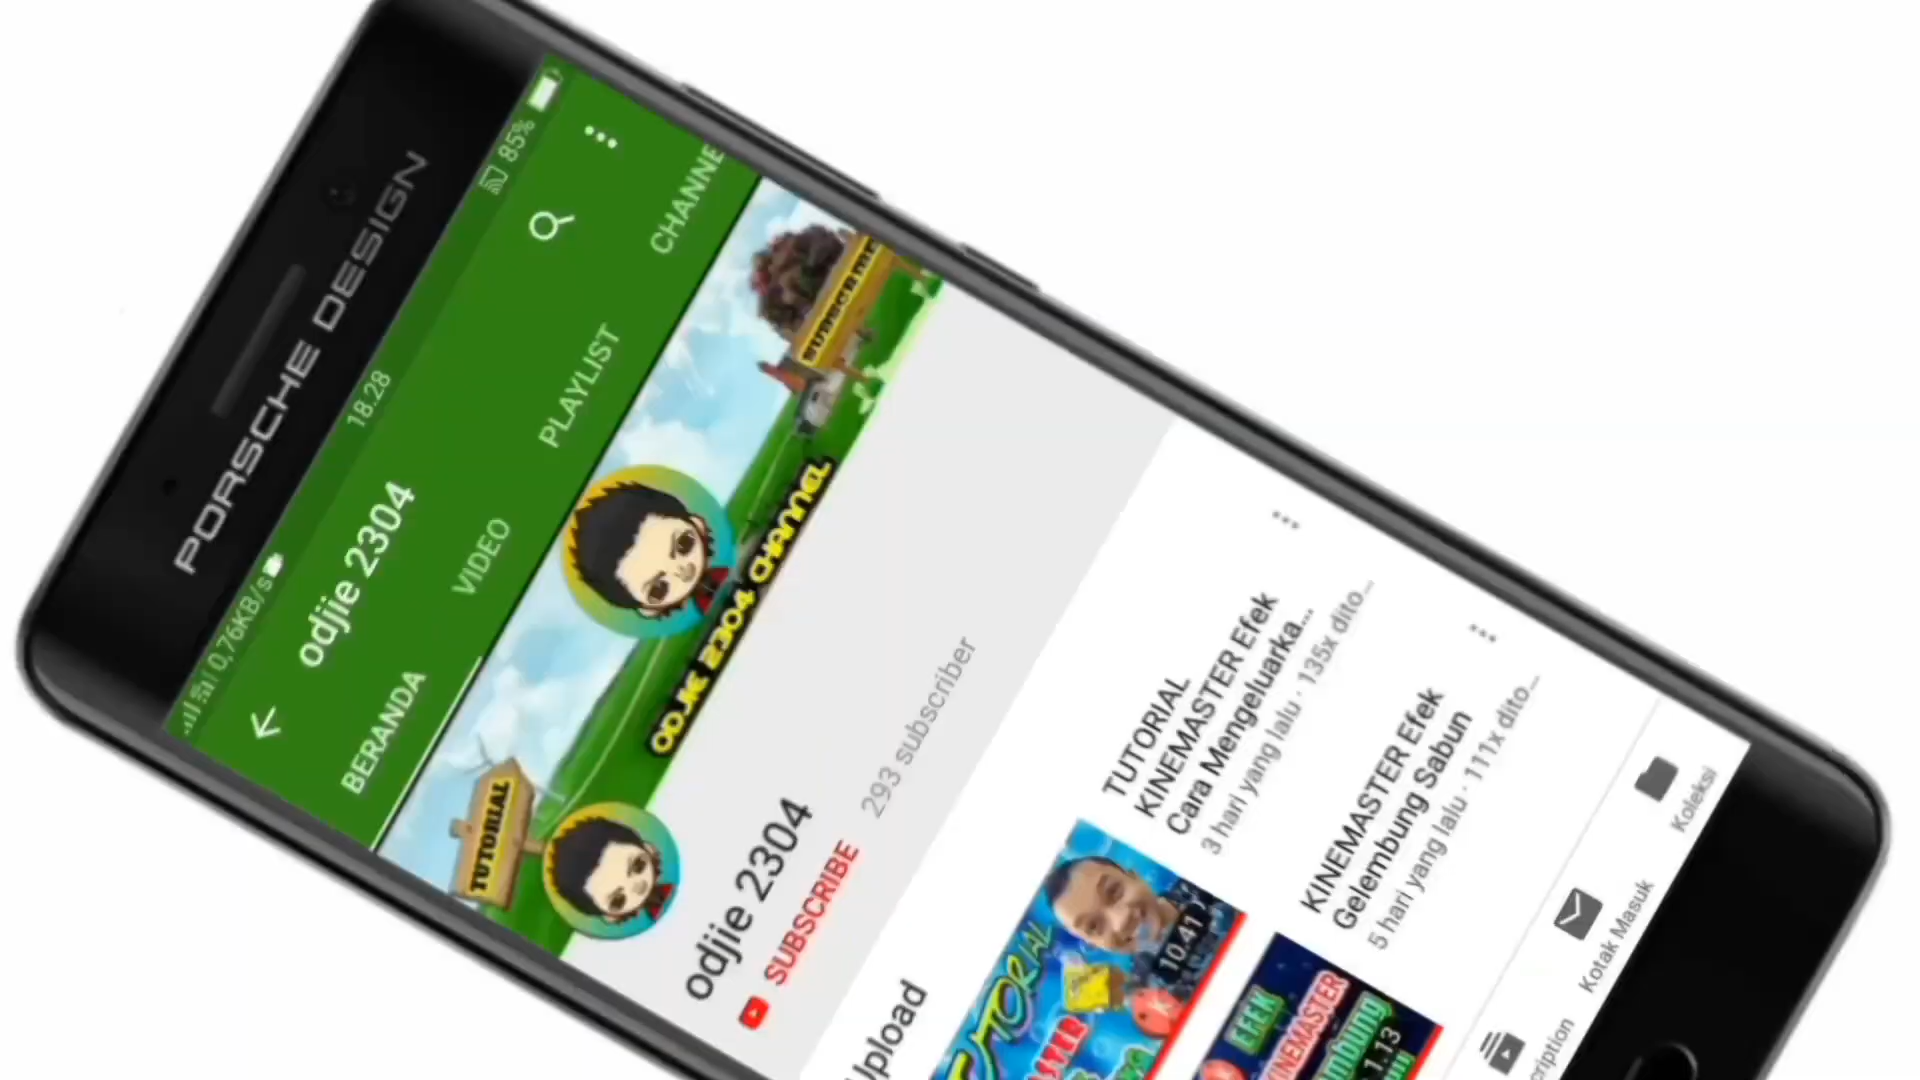 PORSCHE DESIGN
0,76KB/s
18.28
85%
odjie 2304
BERANDA
VIDEO
PLAYLIST
CHANNE
TUTORIAL
ODJIE 2304 CHANNEL
SUBSCRIBE
odjie 2304
SUBSCRIBE
293 subscriber
Upload
TUTORIAL
KINEMASTER Efek
Cara Mengeluarka...
3 hari yang lalu · 135x dito...
10.41
KINEMASTER Efek
Gelembung Sabun
5 hari yang lalu · 111x dito...
EFEK
KINEMASTER
1.13
Koleksi
Kotak Masuk
cription